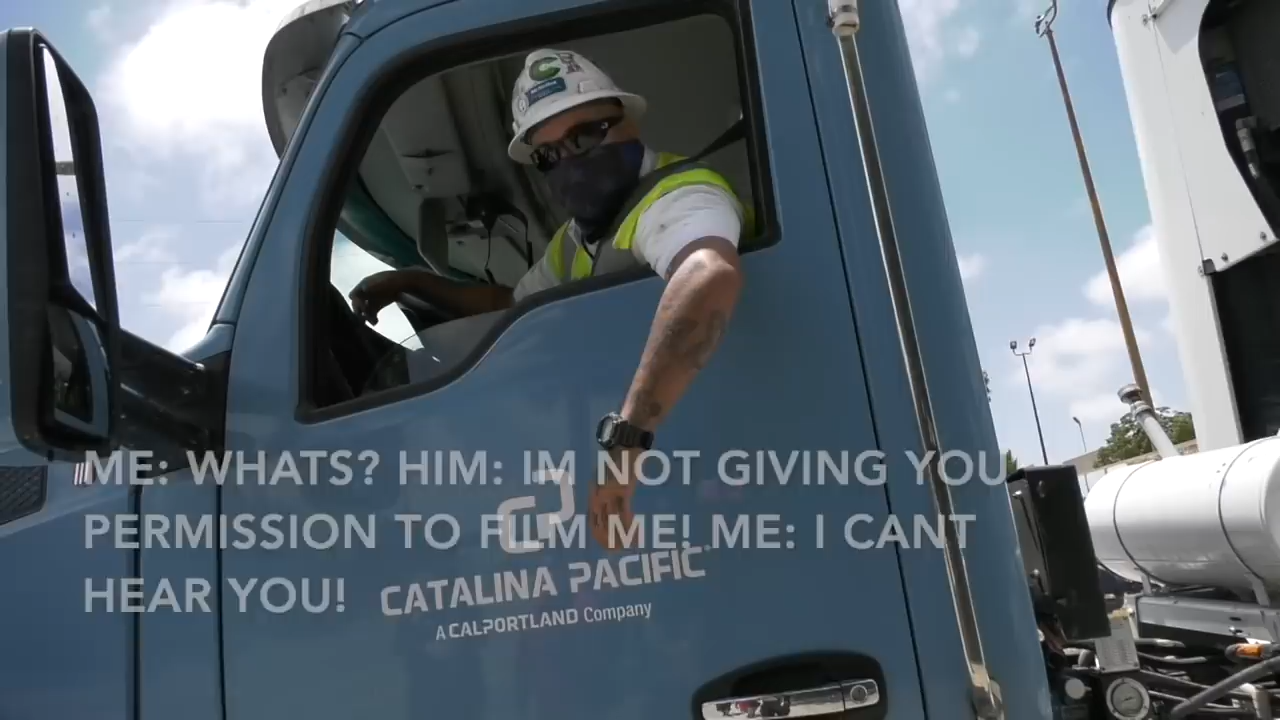 ME: WHATS? HIM: IM NOT GIVING YOU
PERMISSION TO FILM ME! ME: I CANT
HEAR YOU!
CATALINA PACIFIC
A CALPORTLAND Company